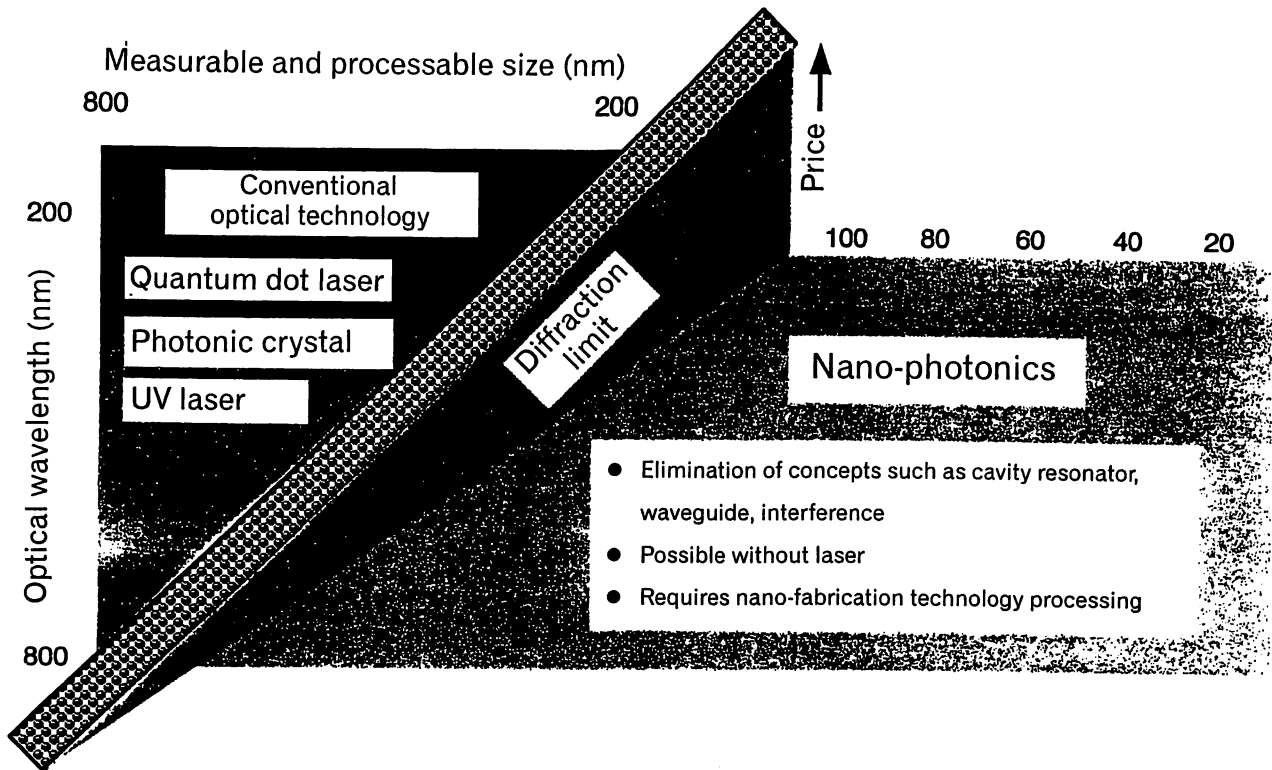 Measurable and processable size (nm)
800
200
Price
Conventional
optical technology
200
100
80
60
40
20
Quantum dot laser
Diffraction
limit
Photonic crystal
Nano-photonics
UV laser
Optical wavelength (nm)
● Elimination of concepts such as cavity resonator,
waveguide, interference
● Possible without laser
● Requires nano-fabrication technology processing
800